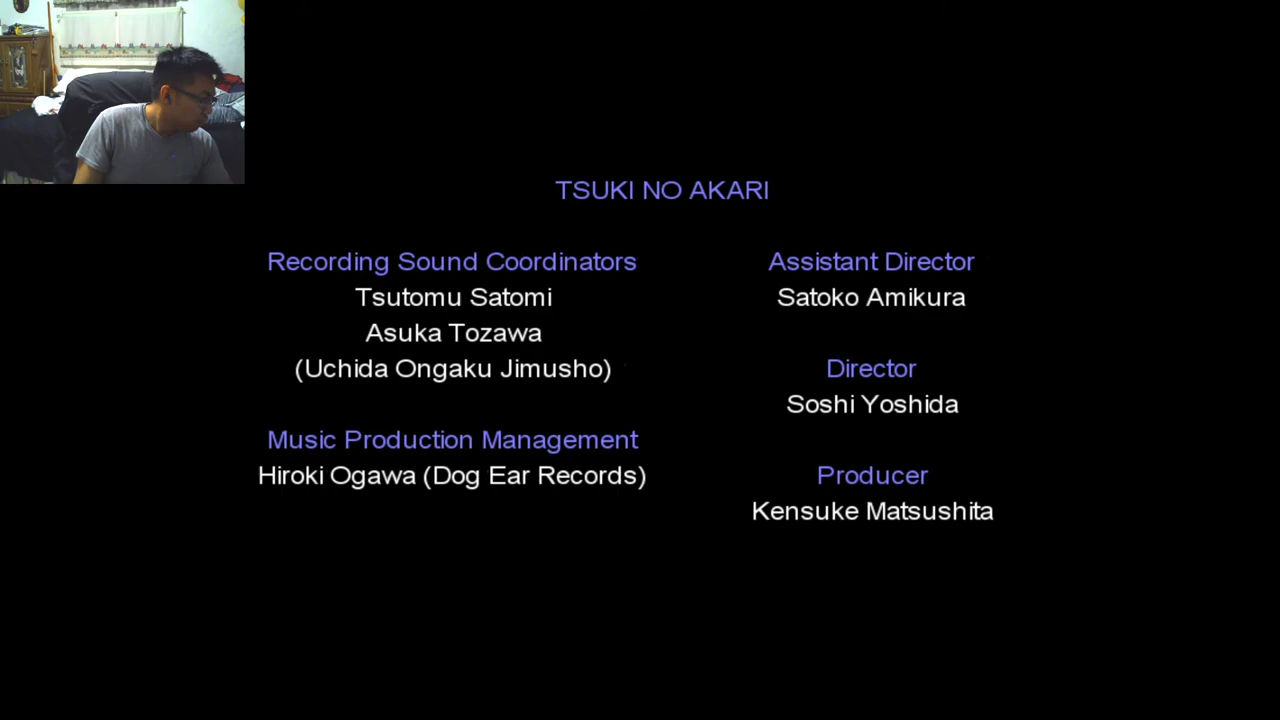 TSUKI NO AKARI
Recording Sound Coordinators
Tsutomu Satomi
Asuka Tozawa
(Uchida Ongaku Jimusho)
Music Production Management
Hiroki Ogawa (Dog Ear Records)
Assistant Director
Satoko Amikura
Director
Soshi Yoshida
Producer
Kensuke Matsushita